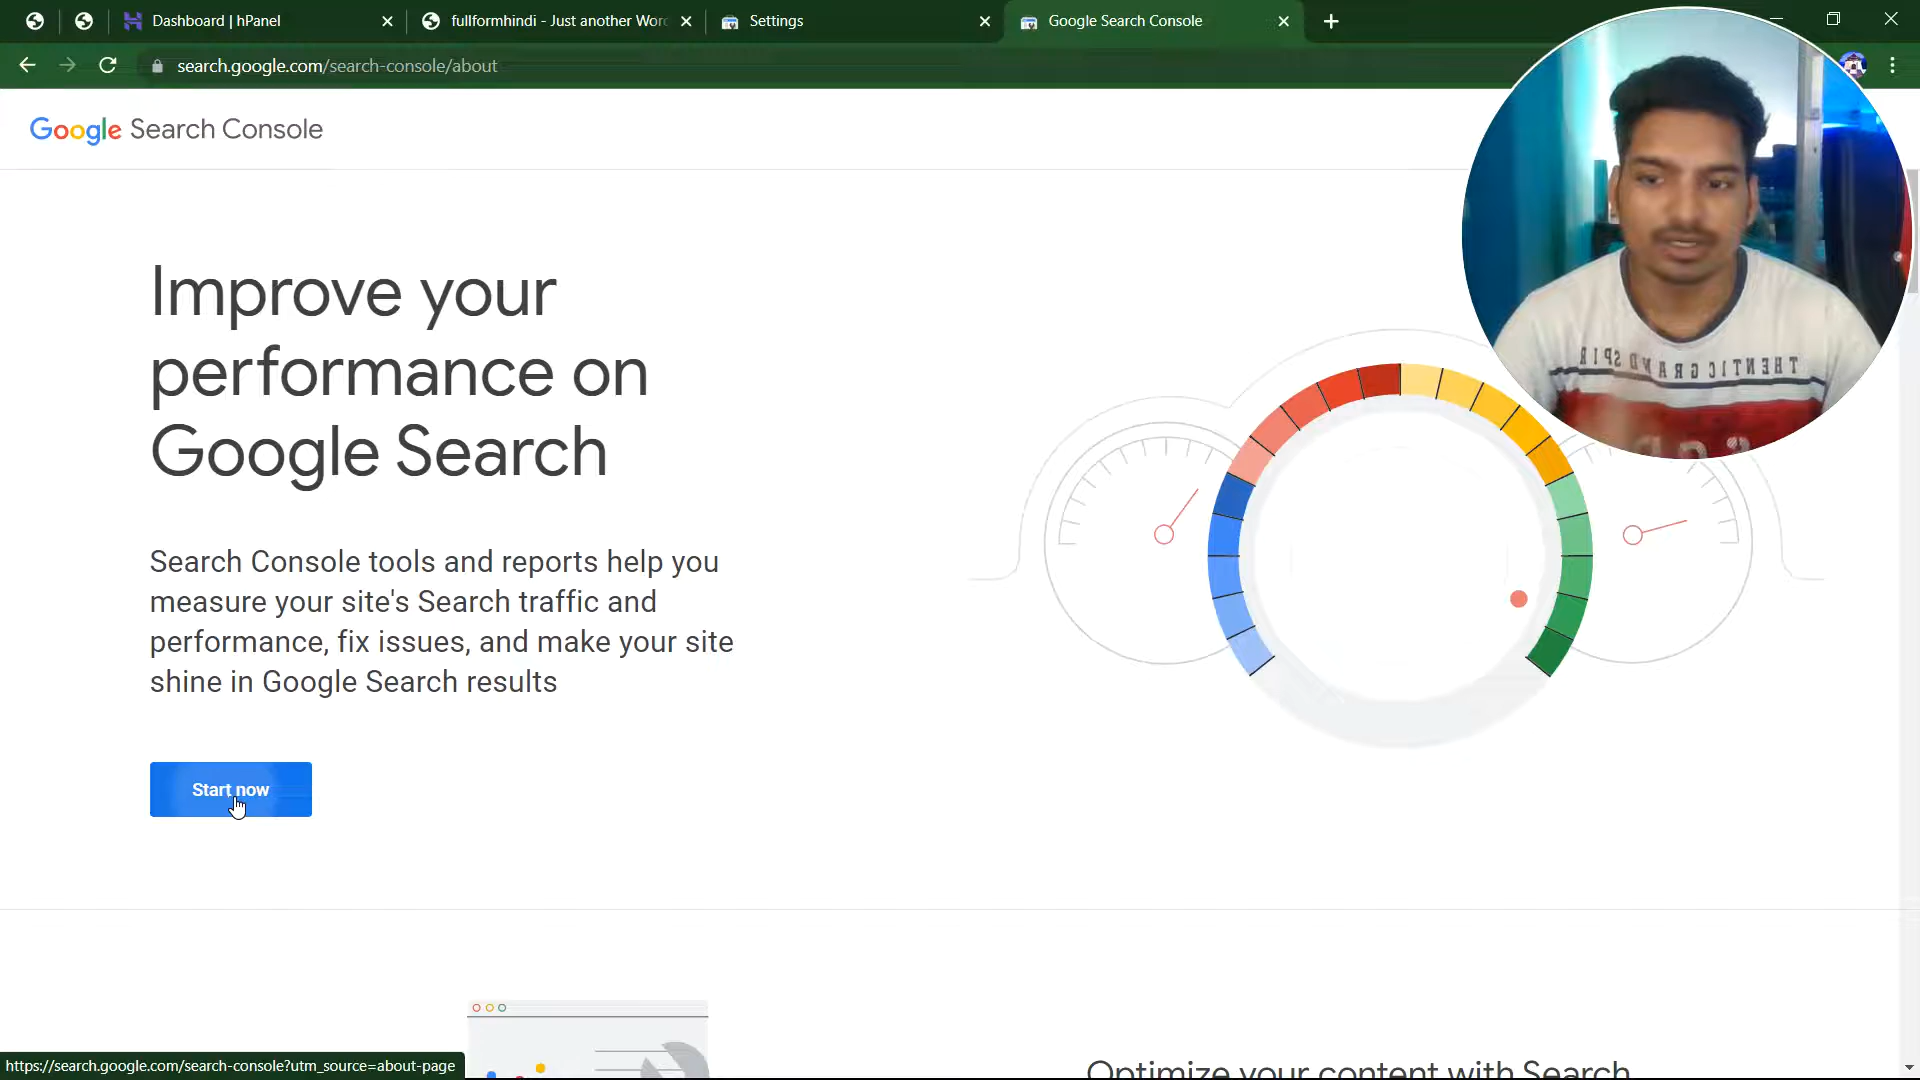 Dashboard | hPanel
fullformhindi - Just another Wor
Settings
Google Search Console
search.google.com/search-console/about
Google Search Console
Improve your
performance on
Google Search
Search Console tools and reports help you
measure your site's Search traffic and
performance, fix issues, and make your site
shine in Google Search results
Start now
Optimize your content with Search
https://search.google.com/search-console?utm_source=about-page